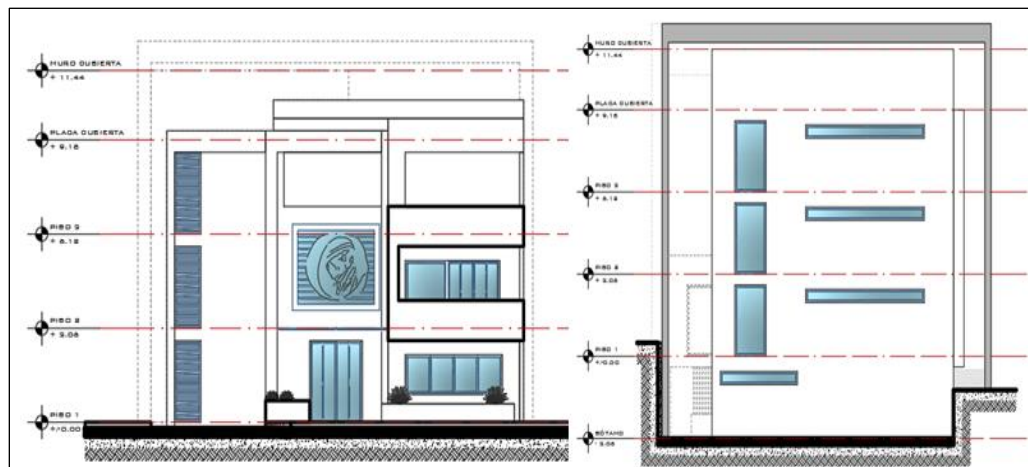 MURO CUBIERTA
+ 11.44
PLACA CUBIERTA
+ 9.18
PISO 3
+ 6.12
PISO 2
+ 3.06
PISO 1
+/0.00
MURO CUBIERTA
+ 11.44
PLACA CUBIERTA
+ 9.18
PISO 3
+ 6.12
PISO 2
+ 3.06
PISO 1
+/0.00
SÓTANO
- 3.06